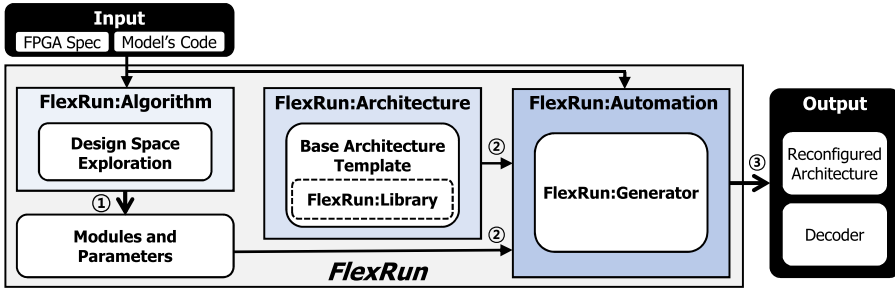 Input
FPGA Spec
Model's Code
FlexRun:Algorithm
Design Space
Exploration
①
Modules and
Parameters
FlexRun:Architecture
Base Architecture
Template
FlexRun:Library
②
②
FlexRun:Automation
FlexRun:Generator
③
FlexRun
Output
Reconfigured
Architecture
Decoder